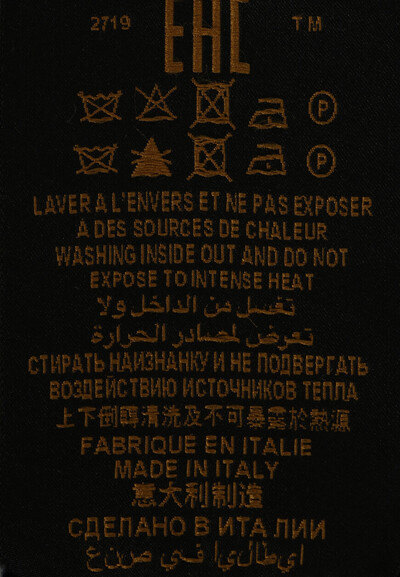 2719 EHC TM
P
P
LAVER A L'ENVERS ET NE PAS EXPOSER
A DES SOURCES DE CHALEUR
WASHING INSIDE OUT AND DO NOT
EXPOSE TO INTENSE HEAT
تغسل من الداخل ولا
تعرض لمصادر الحرارة
СТИРАТЬ НАИЗНАНКУ И НЕ ПОДВЕРГАТЬ
ВОЗДЕЙСТВИЮ ИСТОЧНИКОВ ТЕПЛА
上下倒轉清洗及不可暴露於熱源
FABRIQUE EN ITALIE
MADE IN ITALY
意大利制造
СДЕЛАНО В ИТАЛИИ
ايطاليا في صنع